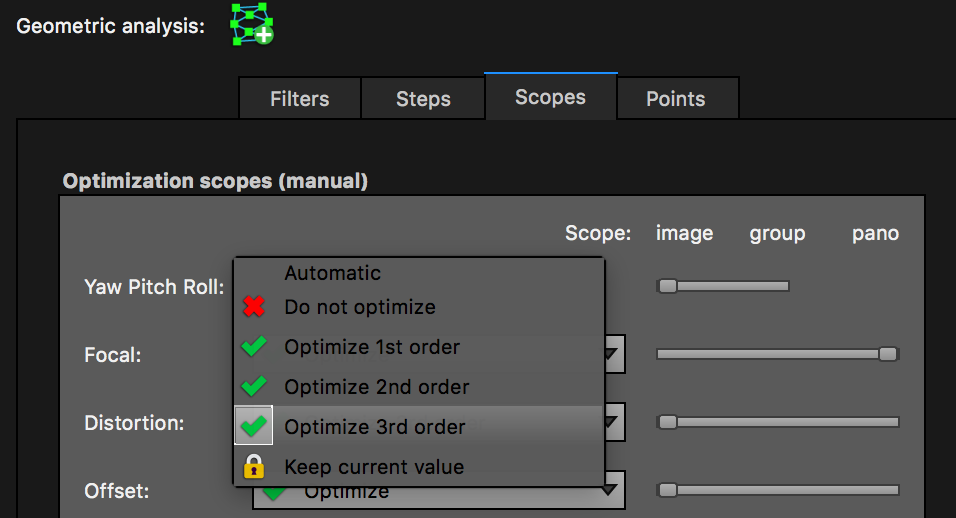 Geometric analysis:
Filters Steps Scopes Points
Optimization scopes (manual)
Scope: image group pano
Automatic
Yaw Pitch Roll:
Do not optimize
Optimize 1st order
Focal:
Optimize 2nd order
Distortion: Optimize 3rd order
Keep current value
Offset: Optimize